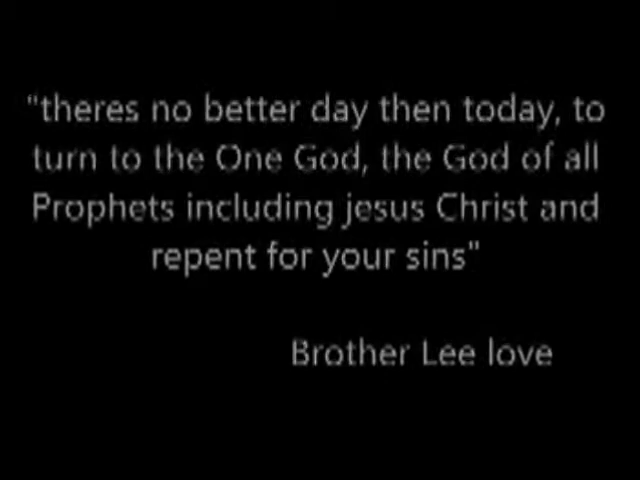 "theres no better day then today, to
turn to the One God, the God of all
Prophets including jesus Christ and
repent for your sins"
Brother Lee love